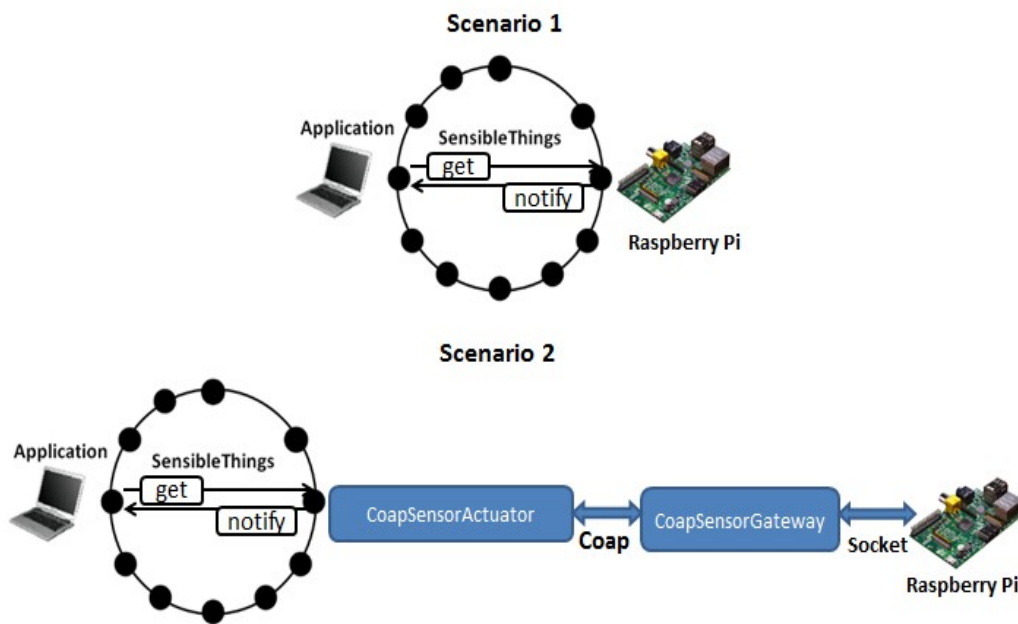 Scenario 1
Application
SensibleThings
get
notify
Raspberry Pi
Scenario 2
Application
SensibleThings
get
notify
CoapSensorActuator
Coap
CoapSensorGateway
Socket
Raspberry Pi